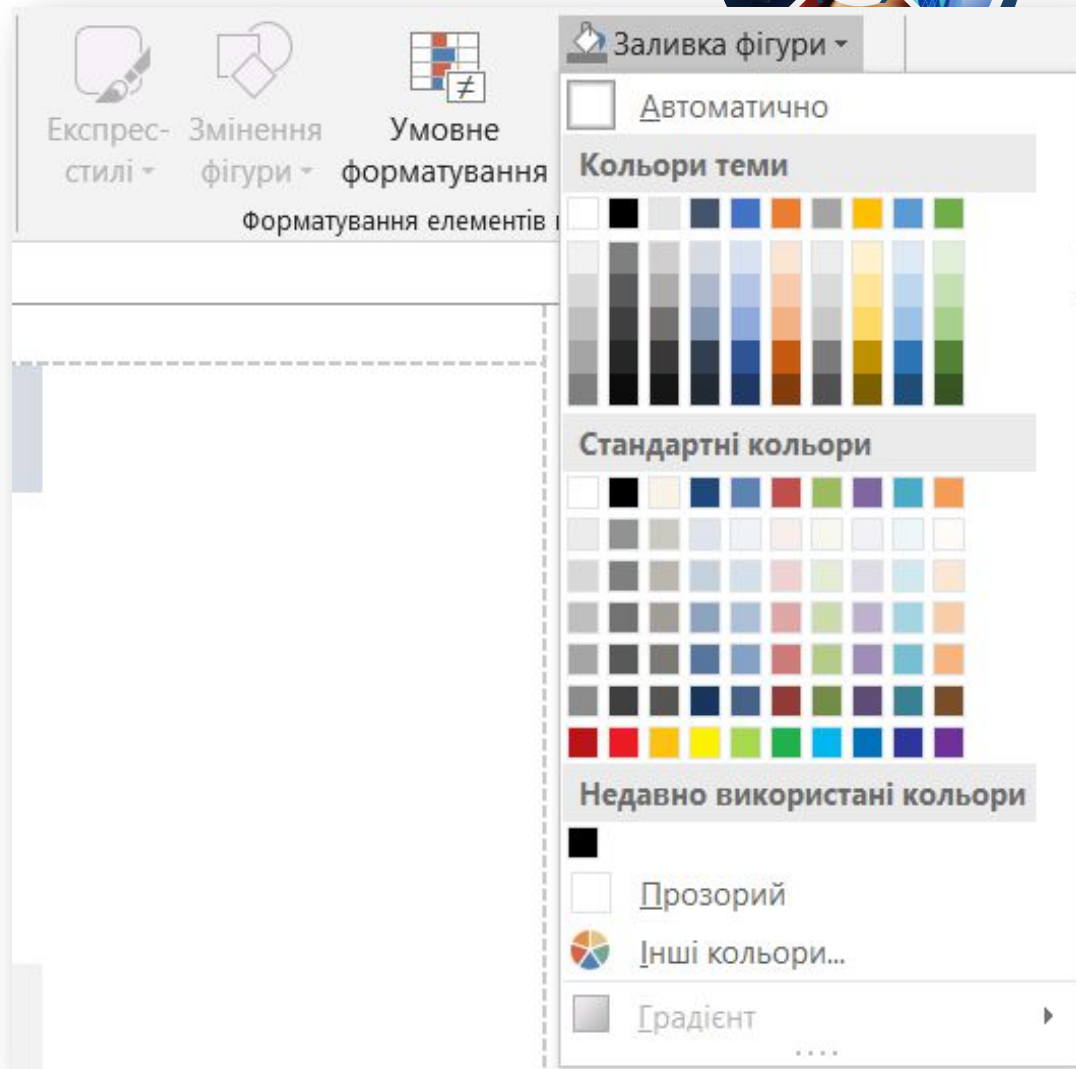 Експрес-
стилі
Змінення
фігури
Умовне
форматування
Форматування елементів
Заливка фігури
Автоматично
Кольори теми
Стандартні кольори
Недавно використані кольори
Прозорий
Інші кольори...
Градієнт